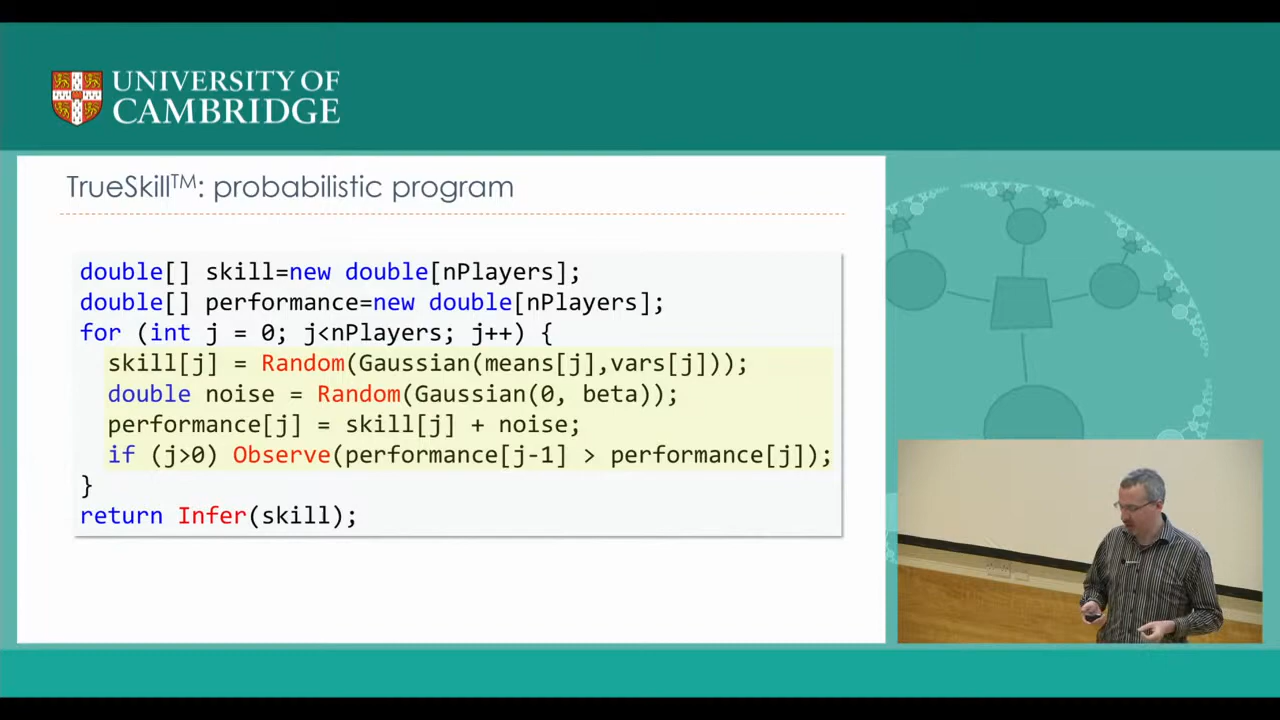 UNIVERSITY OF
CAMBRIDGE
TrueSkill™: probabilistic program
double[] skill=new double[nPlayers];
double[] performance=new double[nPlayers];
for (int j = 0; j<nPlayers; j++) {
skill[j] = Random(Gaussian(means[j],vars[j]));
double noise = Random(Gaussian(0, beta));
performance[j] = skill[j] + noise;
if (j>0) Observe(performance[j-1] > performance[j]);
}
return Infer(skill);